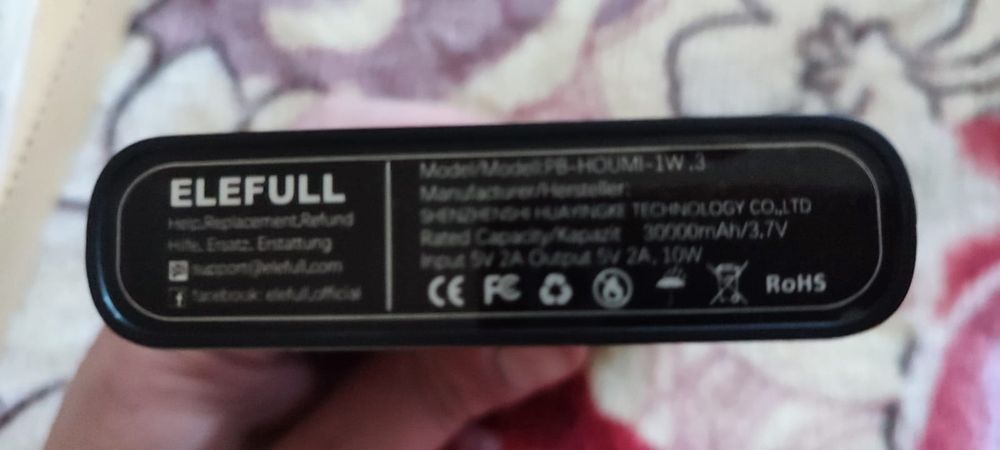 ELEFULL
Help, Replacement, Refund
Hilfe, Ersatz, Erstattung
support@elefull.com
facebook: elefull.official
Model/Modell:PB-HOUMI-1W.3
Manufacturer/Hersteller:
SHENZHENSHI HUAYINGKE TECHNOLOGY CO.,LTD
Rated Capacity/Kapazit 30000mAh/3.7V
Input 5V 2A Output 5V 2A, 10W
CE FC RoHS